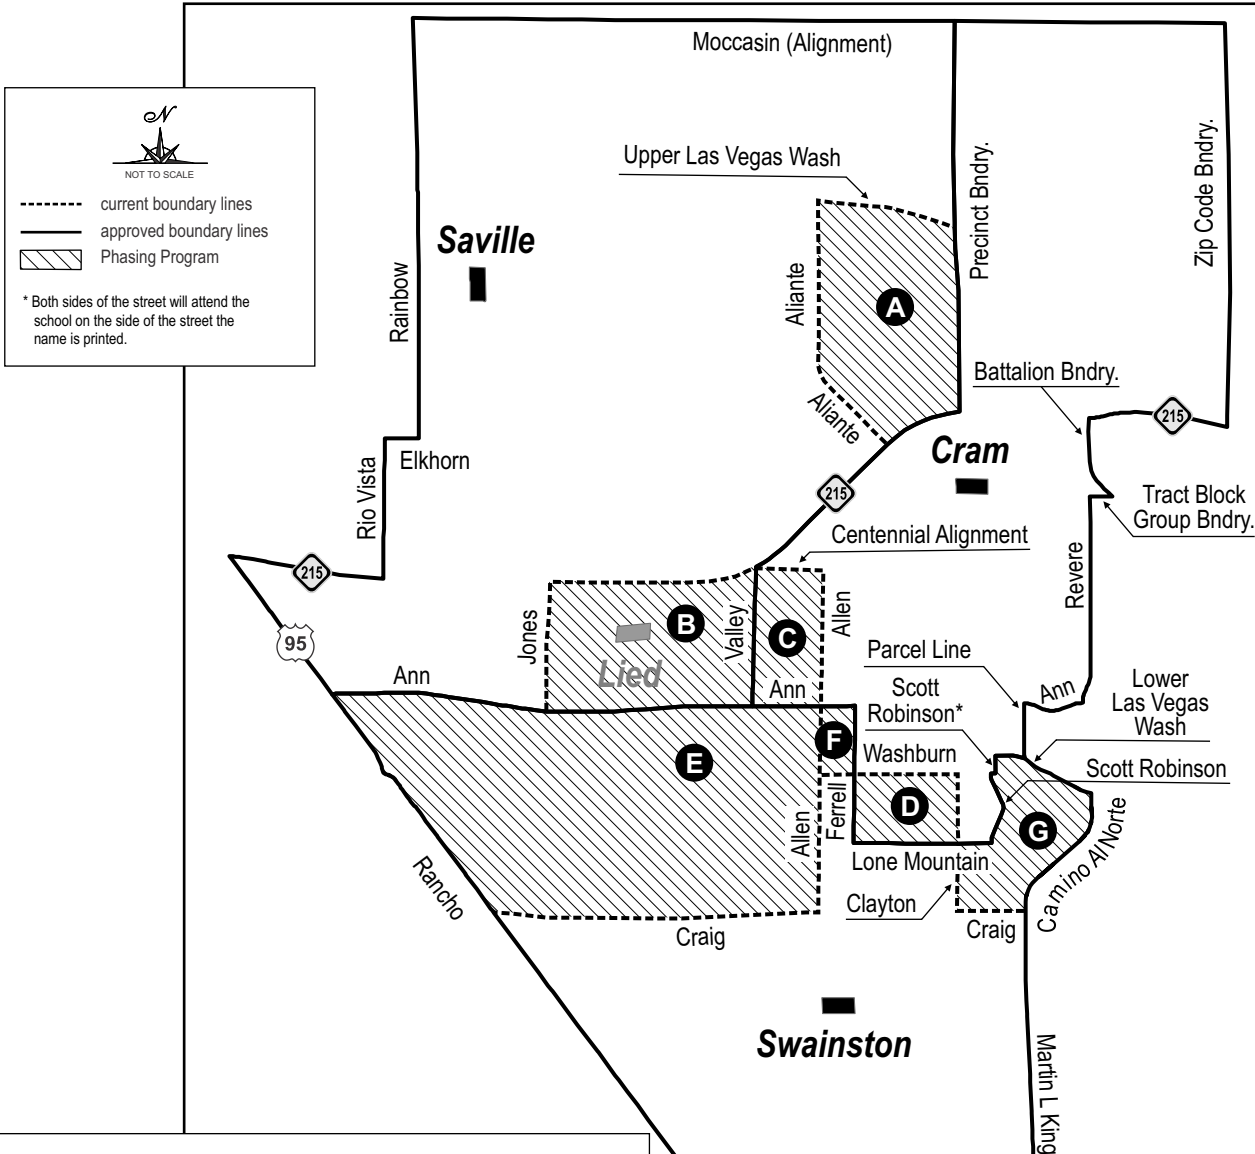 Moccasin (Alignment)
N
NOT TO SCALE
current boundary lines
approved boundary lines
Phasing Program
* Both sides of the street will attend the
school on the side of the street the
name is printed.
Upper Las Vegas Wash
Precinct Bndry.
Zip Code Bndry.
Saville
Rainbow
Aliante
A
Aliante
Battalion Bndry.
215
Cram
Elkhorn
Rio Vista
215
Tract Block
Group Bndry.
Centennial Alignment
215
Revere
95
Jones
B
Valley
C
Allen
Lied
Ann
Ann
Parcel Line
Ann
Scott
Robinson*
Lower
Las Vegas
Wash
E
F
Washburn
Scott Robinson
Allen
Ferrell
D
G
Camino Al Norte
Lone Mountain
Rancho
Clayton
Craig
Craig
Swainston
Martin L King